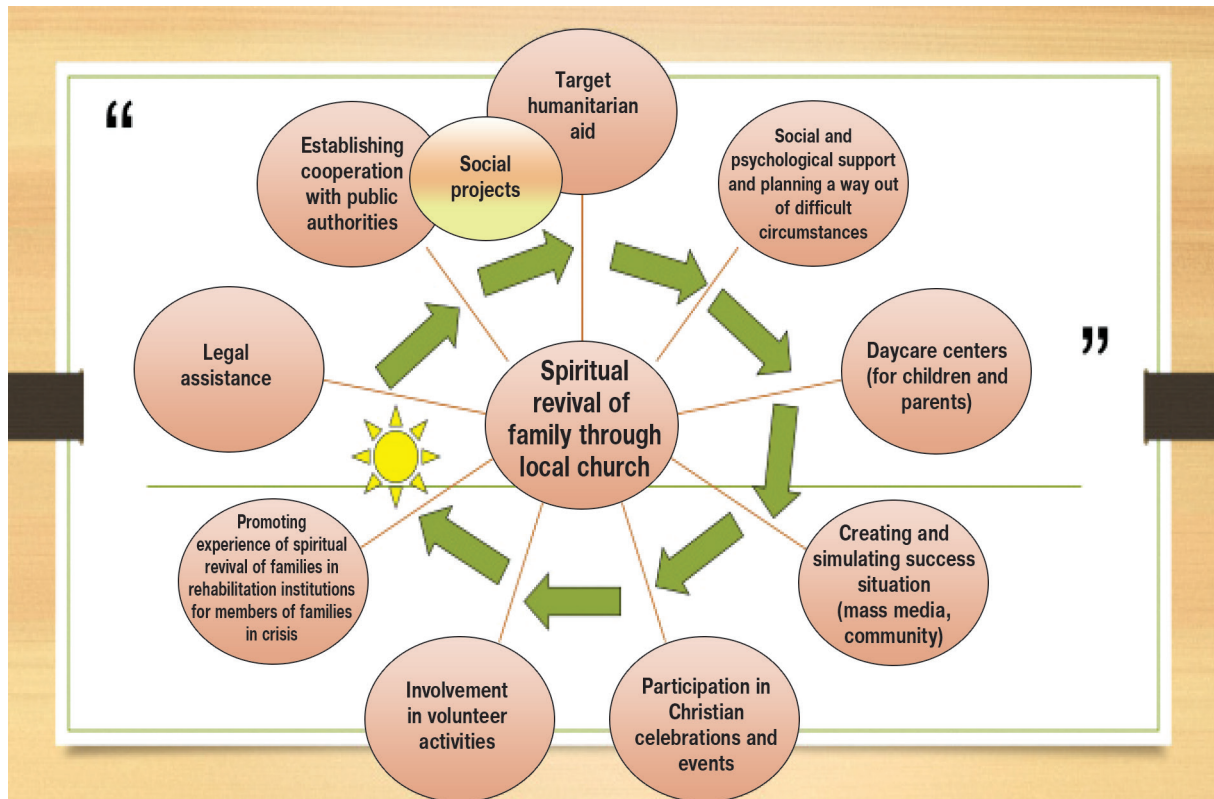 “
Target
humanitarian
aid
Establishing
cooperation
with public
authorities
Social
projects
Social and
psychological support
and planning a way out
of difficult
circumstances
”
Legal
assistance
Spiritual
revival of
family through
local church
Daycare centers
(for children and
parents)
Promoting
experience of spiritual
revival of families in
rehabilitation institutions
for members of families
in crisis
Creating and
simulating success
situation
(mass media,
community)
Involvement
in volunteer
activities
Participation in
Christian
celebrations and
events